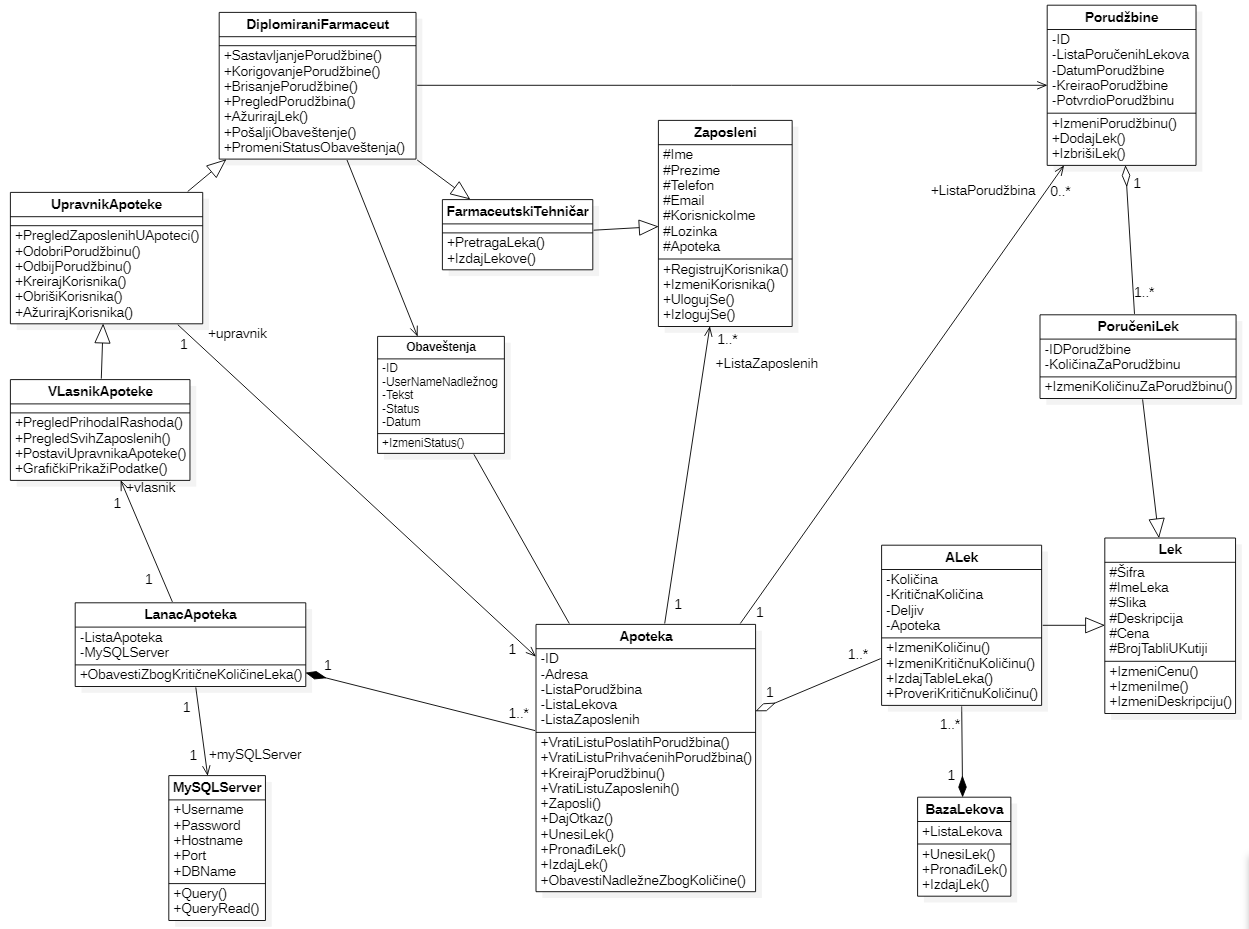 DiplomiraniFarmaceut
+SastavljanjePorudžbine()
+KorigovanjePorudžbine()
+BrisanjePorudžbine()
+PregledPorudžbina()
+AžurirajLek()
+PošaljiObaveštenje()
+PromeniStatusObaveštenja()
Porudžbine
-ID
-ListaPoručenihLekova
-DatumPorudžbine
-KreiraoPorudžbine
-PotvrdioPorudžbinu
+IzmeniPorudžbinu()
+DodajLek()
+IzbrišiLek()
Zaposleni
#Ime
#Prezime
#Telefon
#Email
#KorisnickoIme
#Lozinka
#Apoteka
+RegistrujKorisnika()
+IzmeniKorisnika()
+UlogujSe()
+IzlogujSe()
+ListaPorudžbina
0..*
1
UpravnikApoteke
+PregledZaposlenihUApoteci()
+OdobriPorudžbinu()
+OdbijPorudžbinu()
+KreirajKorisnika()
+ObrišiKorisnika()
+AžurirajKorisnika()
FarmaceutskiTehničar
+PretragaLeka()
+IzdajLekove()
1..*
PoručeniLek
-IDPorudžbine
-KoličinaZaPorudžbinu
+IzmeniKoličinuZaPorudžbinu()
+upravnik
1
1..*
+ListaZaposlenih
Obaveštenja
-ID
-UserNameNadležnog
-Tekst
-Status
-Datum
+IzmeniStatus()
VLasnikApoteke
+PregledPrihodaIRashoda()
+PregledSvihZaposlenih()
+PostaviUpravnikaApoteke()
+GrafičkiPrikažiPodatke()
+vlasnik
1
1
LanacApoteka
-ListaApoteka
-MySQLServer
+ObavestiZbogKritičneKoličineLeka()
1
1..*
1
1
1
Apoteka
-ID
-Adresa
-ListaPorudžbina
-ListaLekova
-ListaZaposlenih
+VratiListuPoslatihPorudžbina()
+VratiListuPrihvaćenihPorudžbina()
+KreirajPorudžbinu()
+VratiListuZaposlenih()
+Zaposli()
+DajOtkaz()
+UnesiLek()
+PronađiLek()
+IzdajLek()
+ObavestiNadležneZbogKoličine()
1
1..*
ALek
-Količina
-KritičnaKoličina
-Deljiv
-Apoteka
+IzmeniKoličinu()
+IzmeniKritičnuKoličinu()
+IzdajTableLeka()
+ProveriKritičnuKoličinu()
Lek
#Šifra
#ImeLeka
#Slika
#Deskripcija
#Cena
#BrojTabliUKutiji
+IzmeniCenu()
+IzmeniIme()
+IzmeniDeskripciju()
1
1
+mySQLServer
MySQLServer
+Username
+Password
+Hostname
+Port
+DBName
+Query()
+QueryRead()
1..*
1
BazaLekova
+ListaLekova
+UnesiLek()
+PronađiLek()
+IzdajLek()